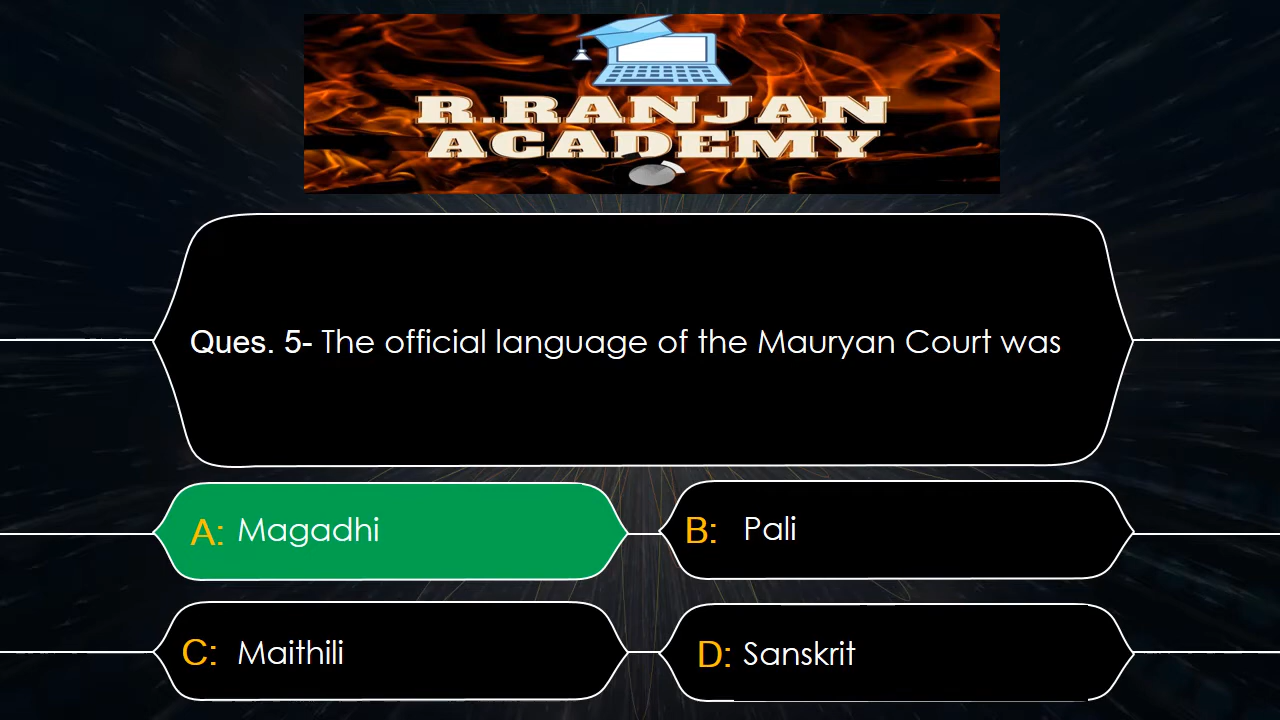 R.RANJAN
ACADEMY
Ques. 5- The official language of the Mauryan Court was
A: Magadhi
B: Pali
C: Maithili
D: Sanskrit